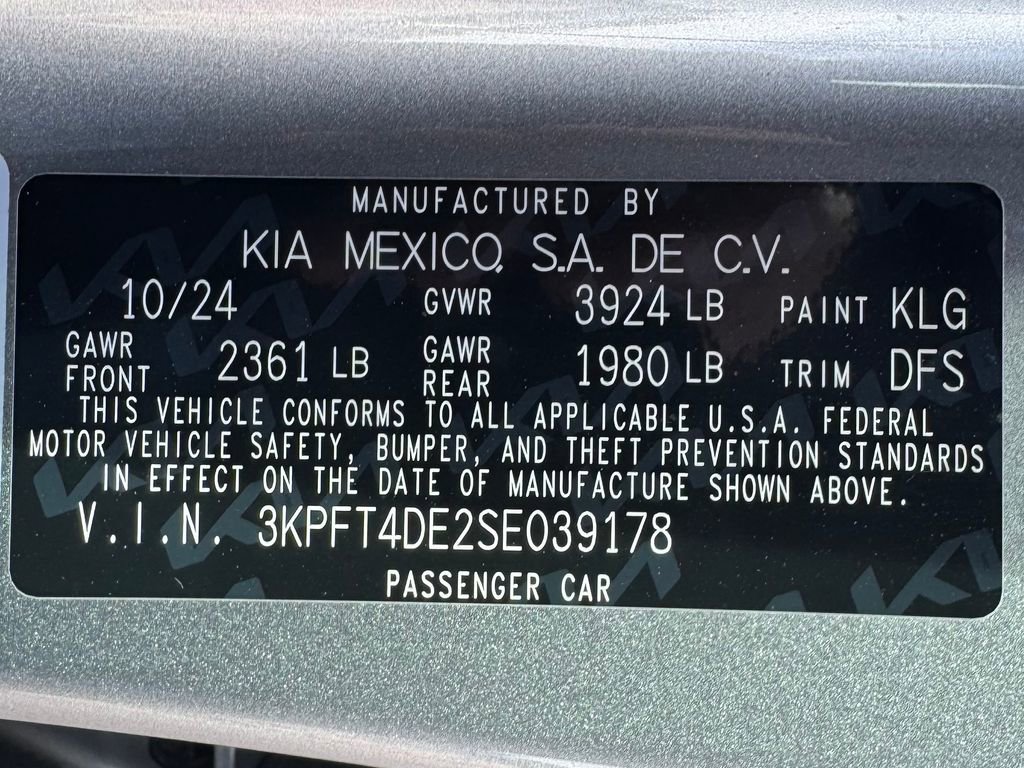 MANUFACTURED BY
KIA MEXICO, S.A. DE C.V.
10/24 GVWR 3924 LB PAINT KLG
GAWR FRONT 2361 LB GAWR REAR 1980 LB TRIM DFS
THIS VEHICLE CONFORMS TO ALL APPLICABLE U.S.A. FEDERAL
MOTOR VEHICLE SAFETY, BUMPER, AND THEFT PREVENTION STANDARDS
IN EFFECT ON THE DATE OF MANUFACTURE SHOWN ABOVE.
V.I.N. 3KPFT4DE2SE039178
PASSENGER CAR